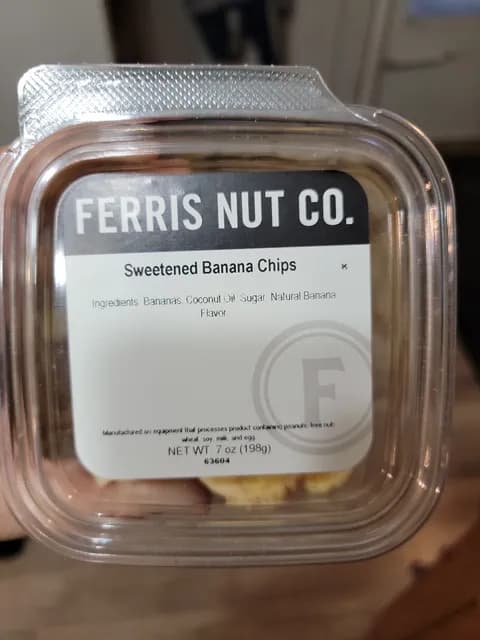 FERRIS NUT CO.
Sweetened Banana Chips
K
Ingredients: Bananas, Coconut Oil, Sugar, Natural Banana
Flavor
F
Manufactured on equipment that processes product containing peanuts, tree nuts
wheat, soy, milk, and egg
NET WT 7 oz (198g)
63604